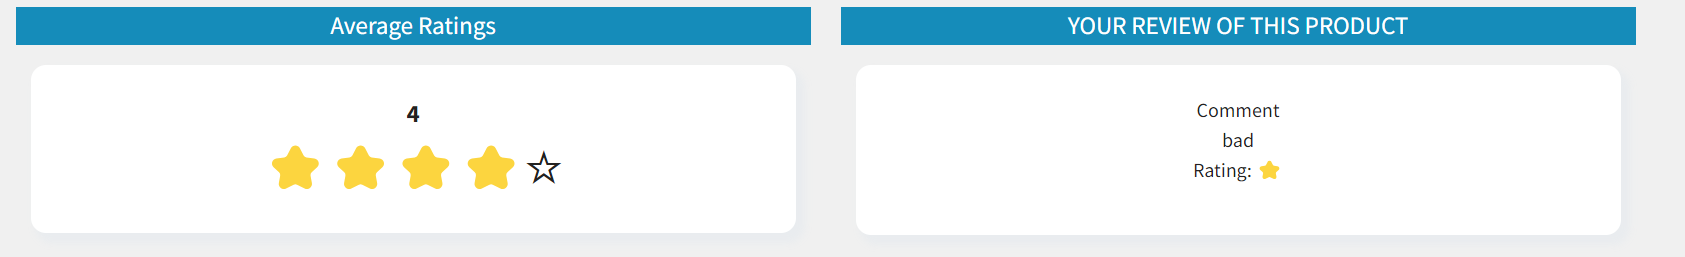 Average Ratings
4
YOUR REVIEW OF THIS PRODUCT
Comment
bad
Rating: